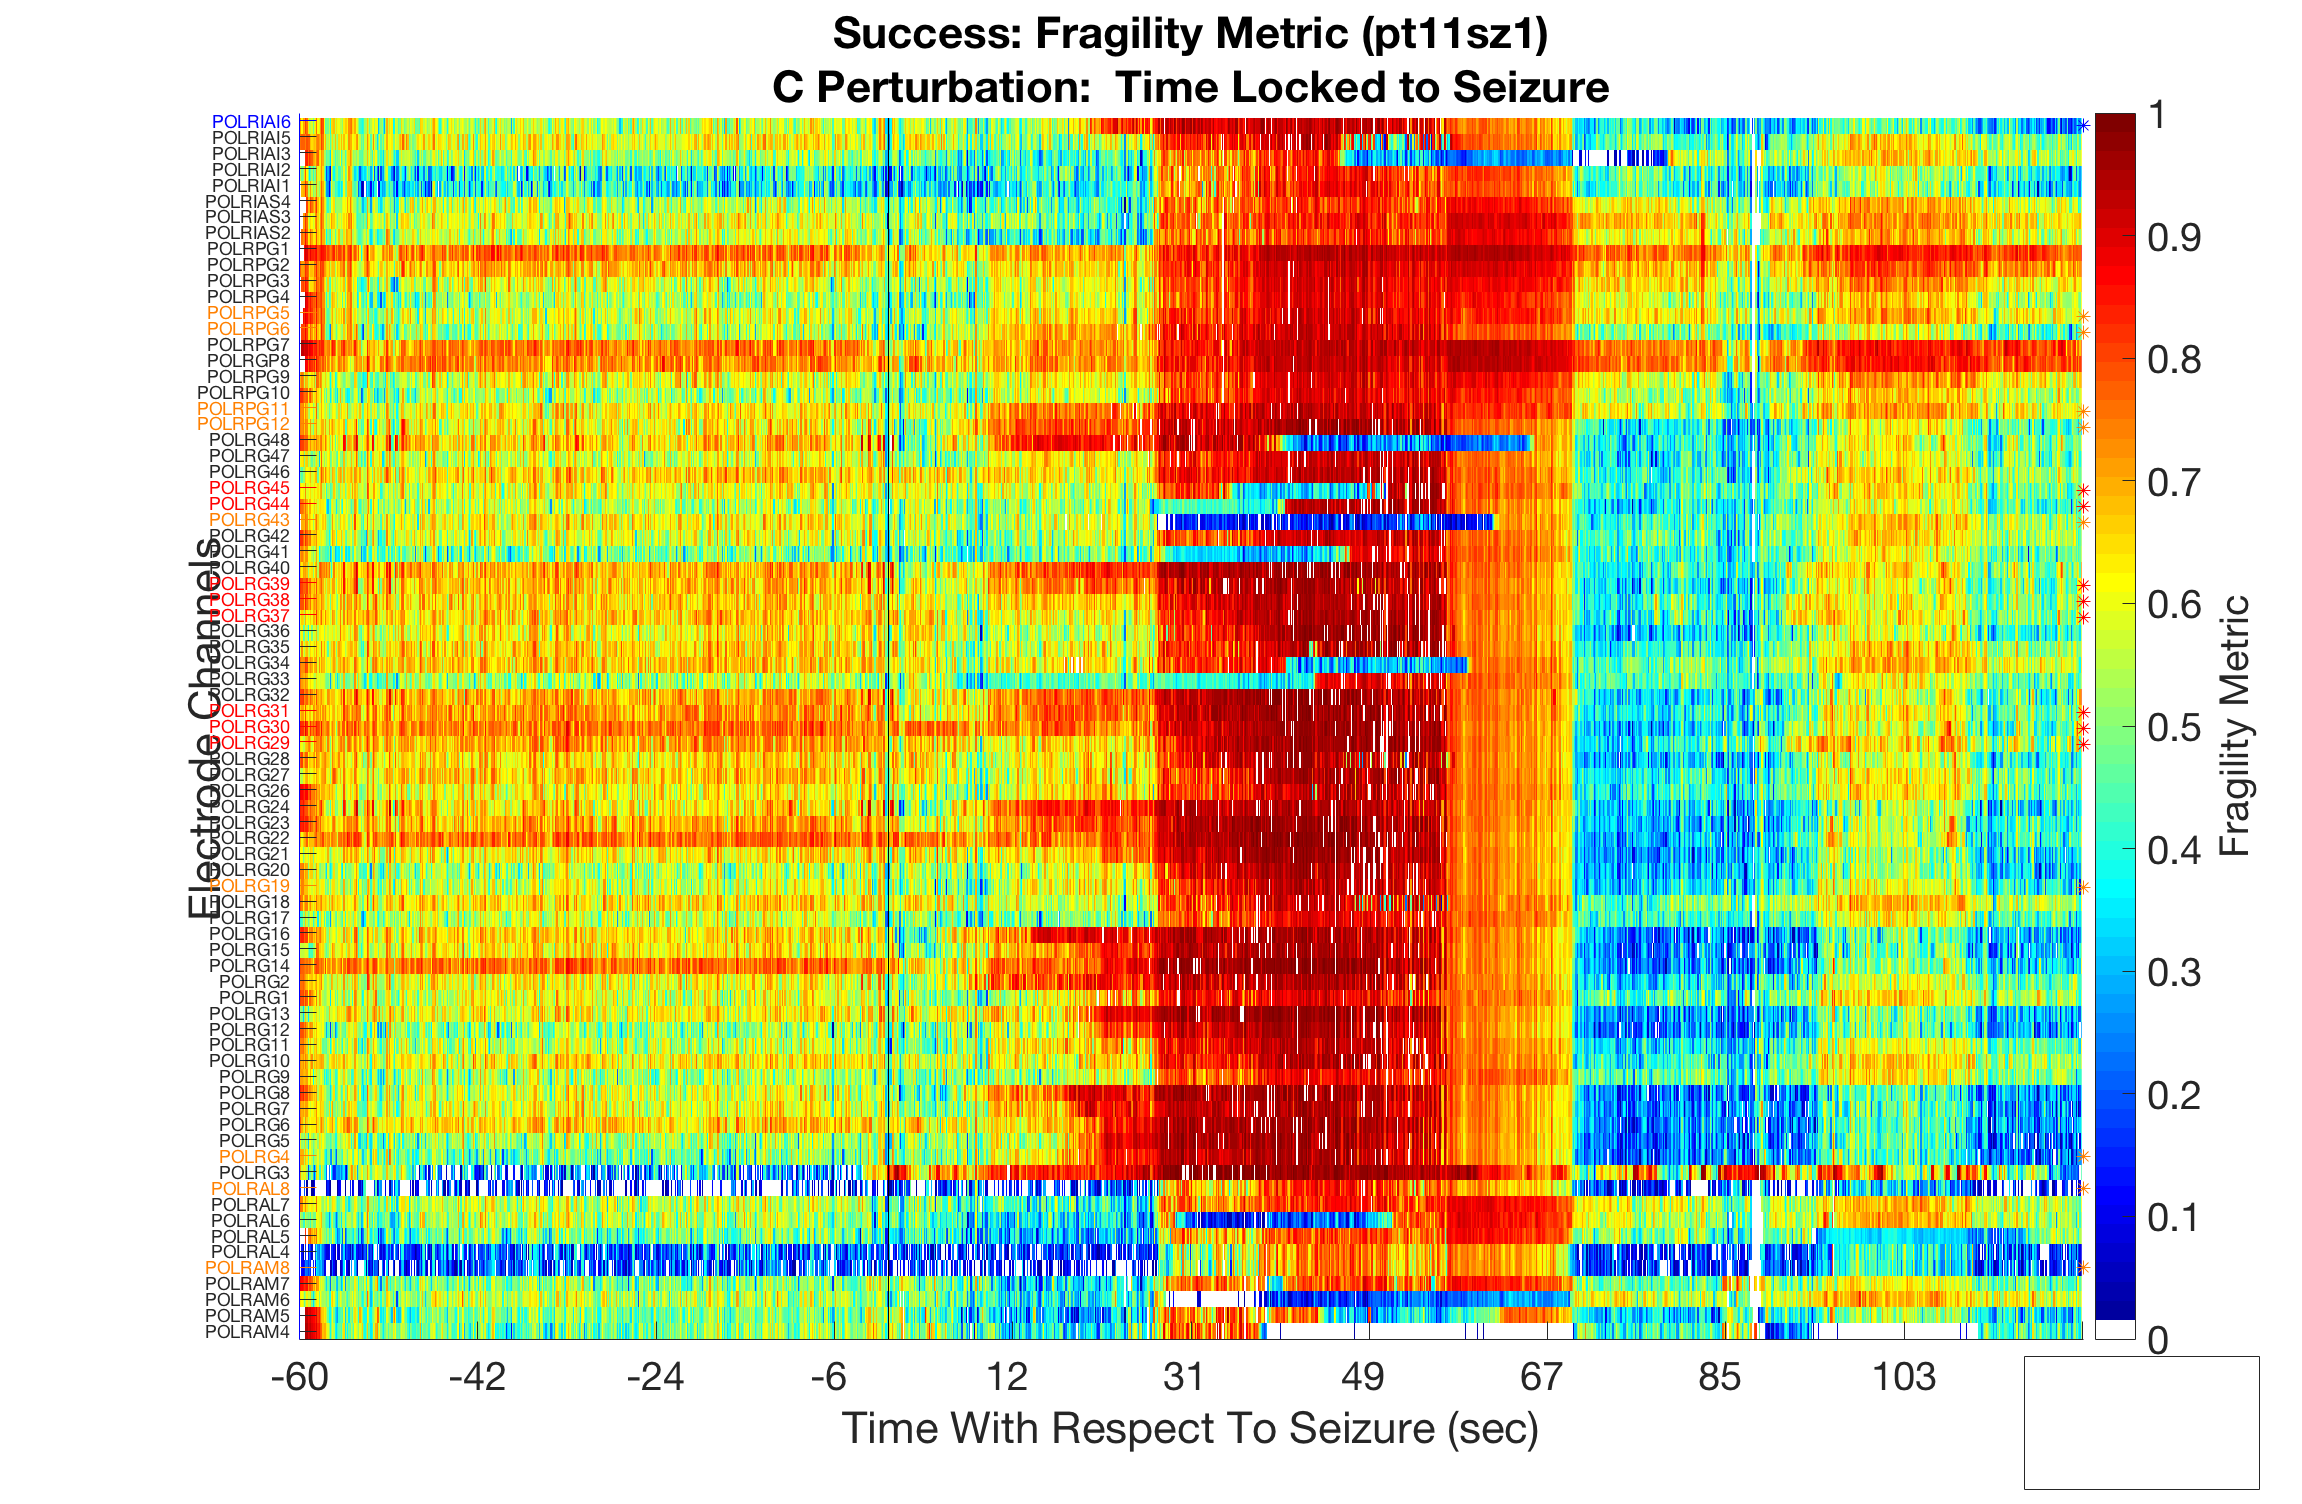 Success: Fragility Metric (pt11sz1)
C Perturbation: Time Locked to Seizure
POLRIAI6
POLRIAI5
POLRIAI3
POLRIAI2
POLRIAI1
POLRIAS4
POLRIAS3
POLRIAS2
POLRPG1
POLRPG2
POLRPG3
POLRPG4
POLRPG5
POLRPG6
POLRPG7
POLRGP8
POLRPG9
POLRPG10
POLRPG11
POLRPG12
POLRG48
POLRG47
POLRG46
POLRG45
POLRG44
POLRG43
POLRG42
POLRG41
POLRG40
POLRG39
POLRG38
POLRG37
POLRG36
POLRG35
POLRG34
POLRG33
POLRG32
POLRG31
POLRG30
POLRG29
POLRG28
POLRG27
POLRG26
POLRG24
POLRG23
POLRG22
POLRG21
POLRG20
POLRG19
POLRG18
POLRG17
POLRG16
POLRG15
POLRG14
POLRG2
POLRG1
POLRG13
POLRG12
POLRG11
POLRG10
POLRG9
POLRG8
POLRG7
POLRG6
POLRG5
POLRG4
POLRG3
POLRAL8
POLRAL7
POLRAL6
POLRAL5
POLRAL4
POLRAM8
POLRAM7
POLRAM6
POLRAM5
POLRAM4
Electrode Channels
-60 -42 -24 -6 12 31 49 67 85 103
Time With Respect To Seizure (sec)
1
0.9
0.8
0.7
0.6
0.5
0.4
0.3
0.2
0.1
0
Fragility Metric